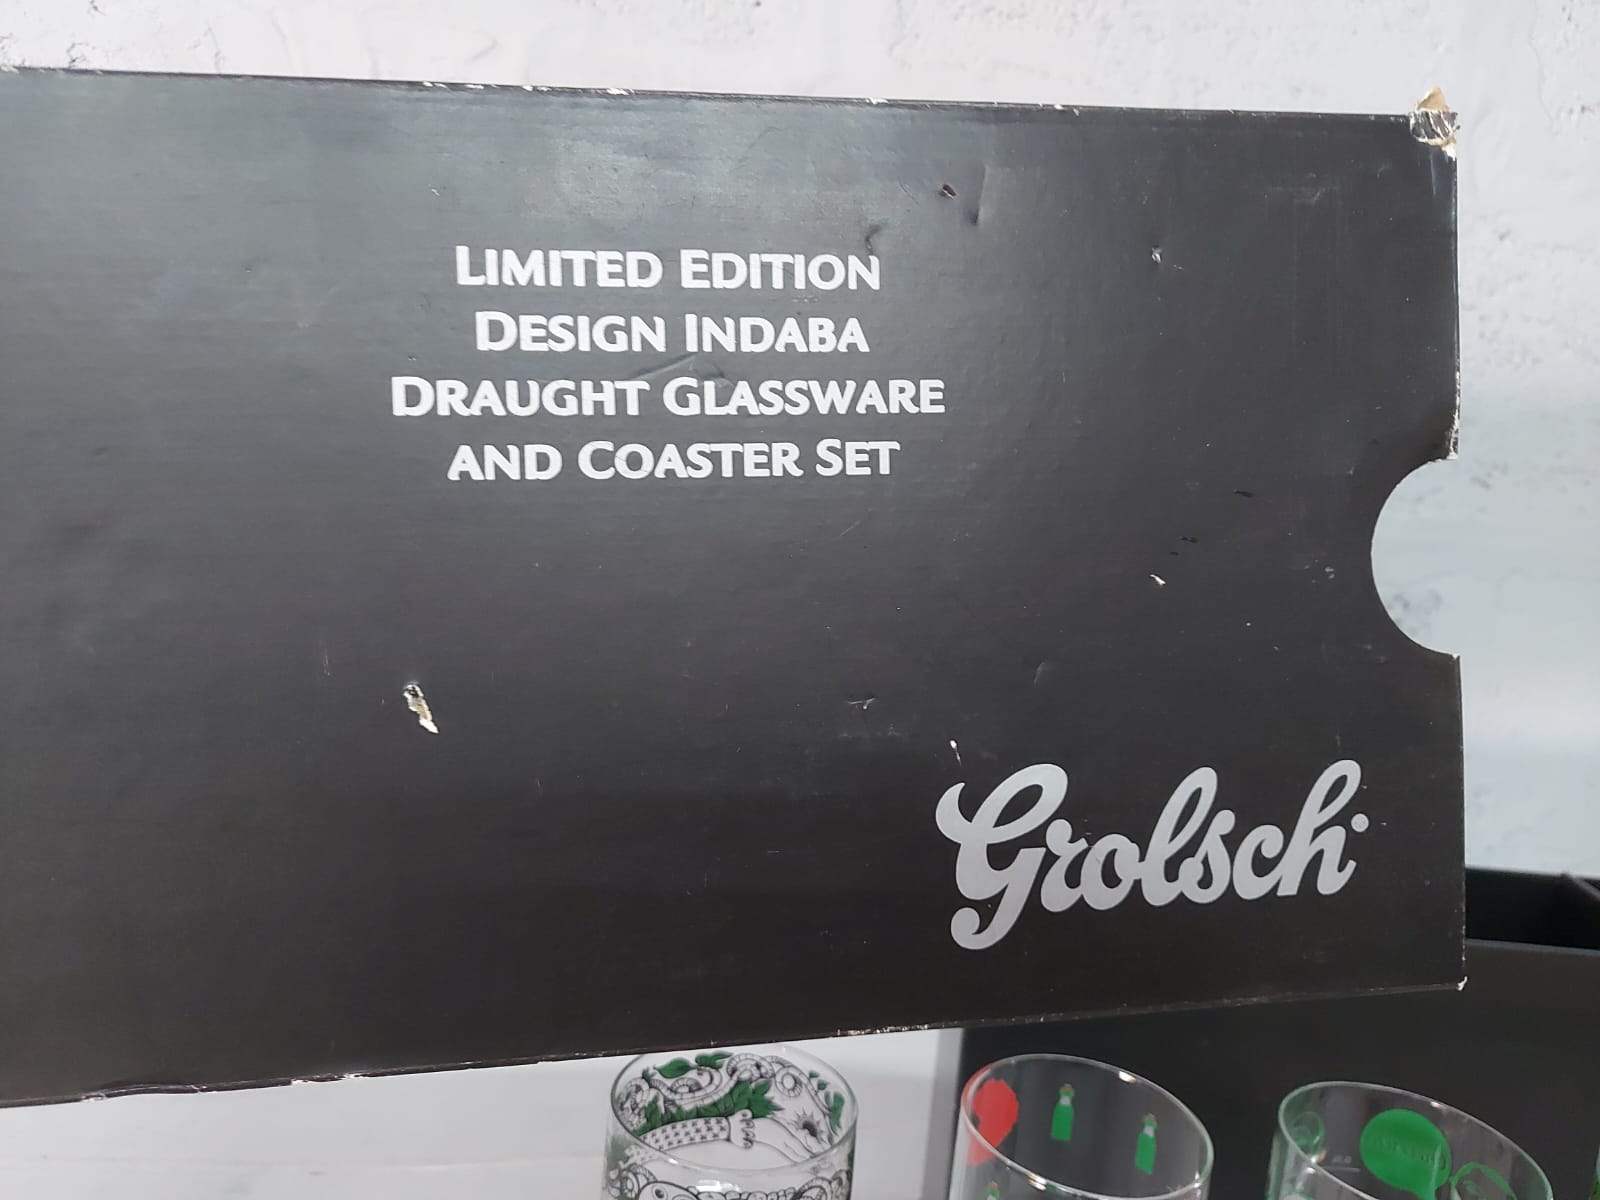 LIMITED EDITION
DESIGN INDABA
DRAUGHT GLASSWARE
AND COASTER SET
Grolsch